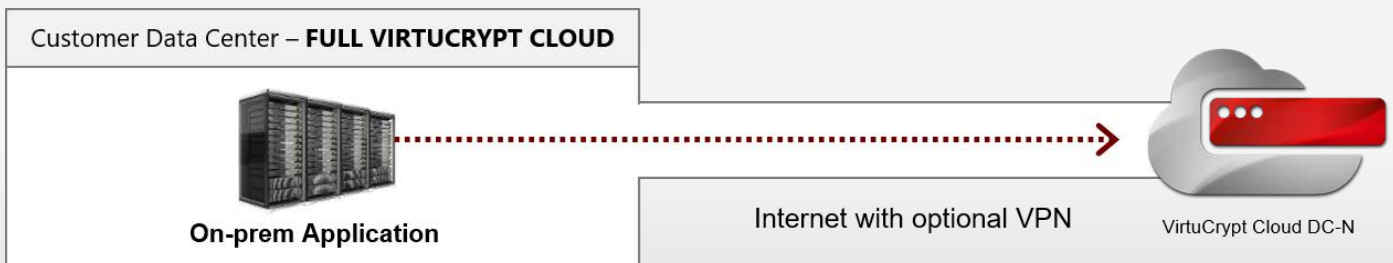 Customer Data Center – FULL VIRTUCRYPT CLOUD
On-prem Application
Internet with optional VPN
VirtuCrypt Cloud DC-N